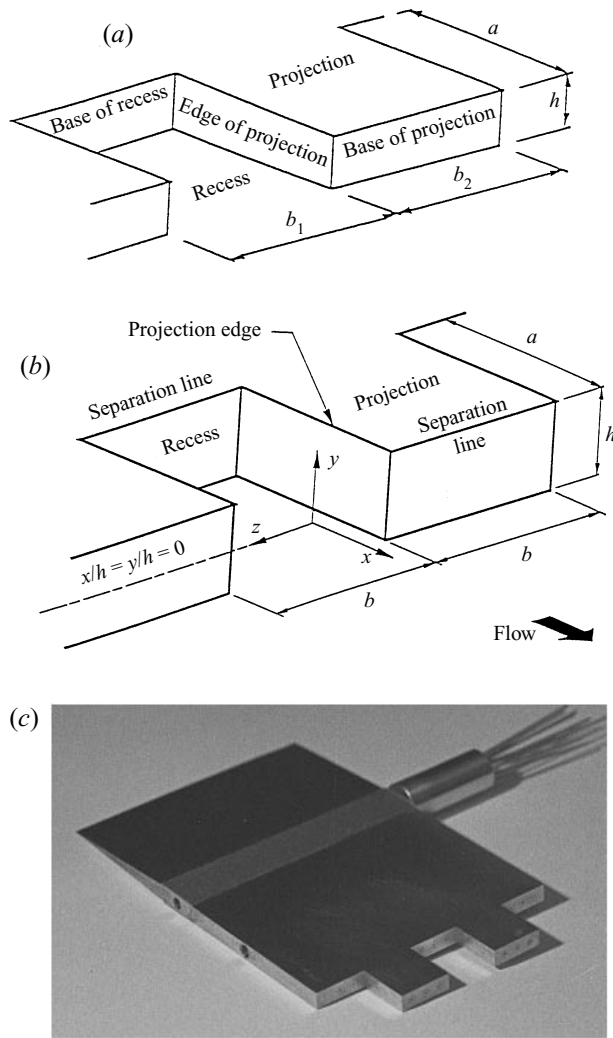 (a)
a
Projection
Base of recess
Edge of projection
Base of projection
h
Recess
b₂
b₁
Projection edge
(b)
a
Separation line
Projection
Separation
line
h
Recess
y
z
x/h = y/h = 0
x
b
b
Flow
(c)